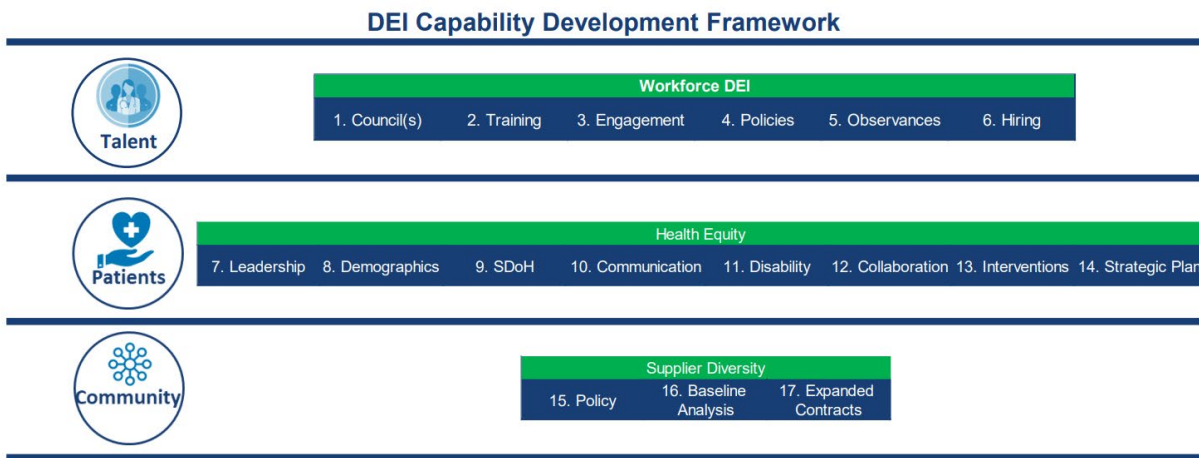 DEI Capability Development Framework
Talent
Workforce DEI
1. Council(s) 2. Training 3. Engagement 4. Policies 5. Observances 6. Hiring
Patients
Health Equity
7. Leadership 8. Demographics 9. SDoH 10. Communication 11. Disability 12. Collaboration 13. Interventions 14. Strategic Plan
Community
Supplier Diversity
15. Policy 16. Baseline Analysis 17. Expanded Contracts